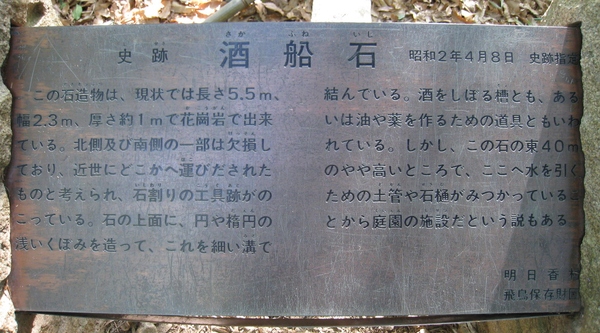 史跡 酒船石 昭和2年4月8日 史跡指定
さか ふね いし
この石造物は、現状では長さ5.5m、
幅2.3m、厚さ約1mで花崗岩で出来
ている。北側及び南側の一部は欠損し
ており、近世にどこかへ運びだされた
ものと考えられ、石割りの工具跡がの
こっている。石の上面に、円や楕円の
浅いくぼみを造って、これを細い溝で
結んでいる。酒をしぼる槽とも、ある
いは油や薬を作るための道具ともいわ
れている。しかし、この石の東40m
のやや高いところで、ここへ水を引く
ための土管や石樋がみつかっているこ
とから庭園の施設だという説もある。
明日香村
飛鳥保存財団